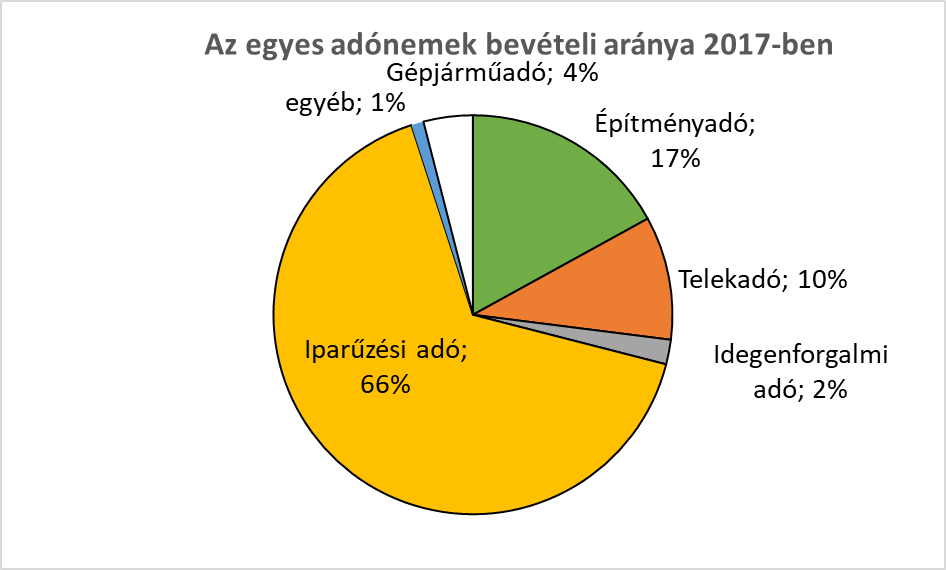 Az egyes adónemek bevételi aránya 2017-ben
Gépjárműadó; 4%
egyéb; 1%
Építményadó;
17%
Telekadó; 10%
Idegenforgalmi
adó; 2%
Iparűzési adó;
66%